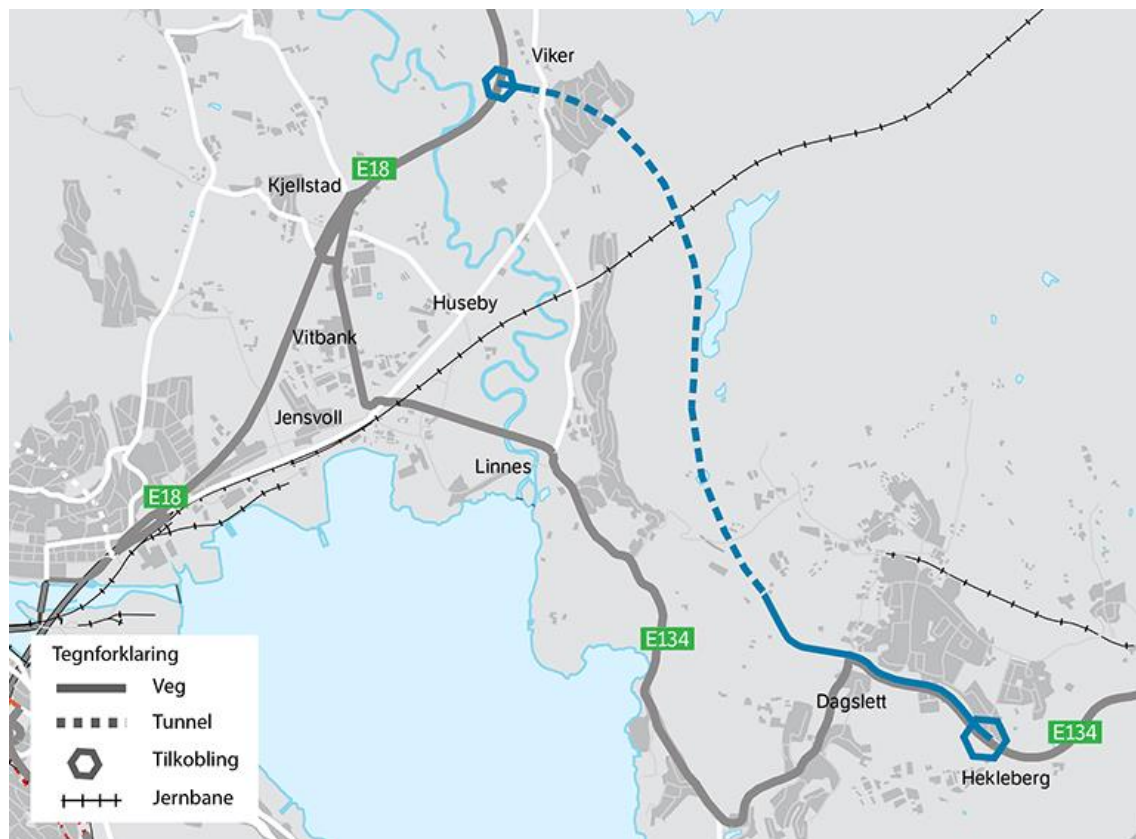 Viker
E18
Kjellstad
Huseby
Vitbank
Jensvoll
Linnes
E18
E134
Dagslett
E134
Hekleberg
Tegnforklaring
Veg
Tunnel
Tilkobling
Jernbane